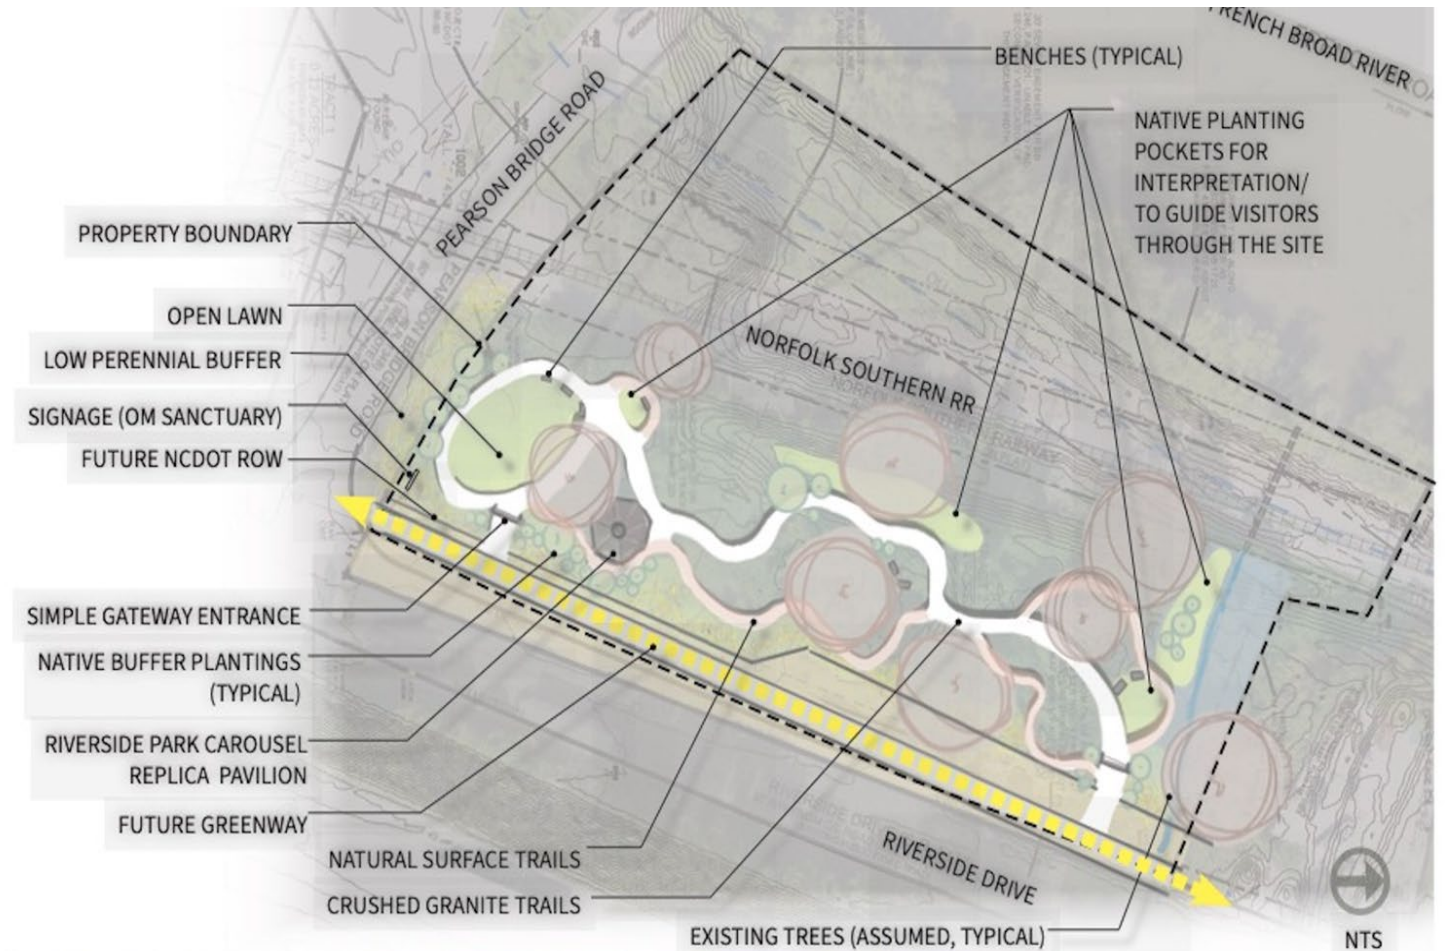 FRENCH BROAD RIVER
BENCHES (TYPICAL)
NATIVE PLANTING
POCKETS FOR
INTERPRETATION/
TO GUIDE VISITORS
THROUGH THE SITE
PEARSON BRIDGE ROAD
PROPERTY BOUNDARY
OPEN LAWN
LOW PERENNIAL BUFFER
SIGNAGE (OM SANCTUARY)
FUTURE NCDOT ROW
NORFOLK SOUTHERN RR
SIMPLE GATEWAY ENTRANCE
NATIVE BUFFER PLANTINGS
(TYPICAL)
RIVERSIDE PARK CAROUSEL
REPLICA PAVILION
FUTURE GREENWAY
NATURAL SURFACE TRAILS
CRUSHED GRANITE TRAILS
RIVERSIDE DRIVE
EXISTING TREES (ASSUMED, TYPICAL)
NTS